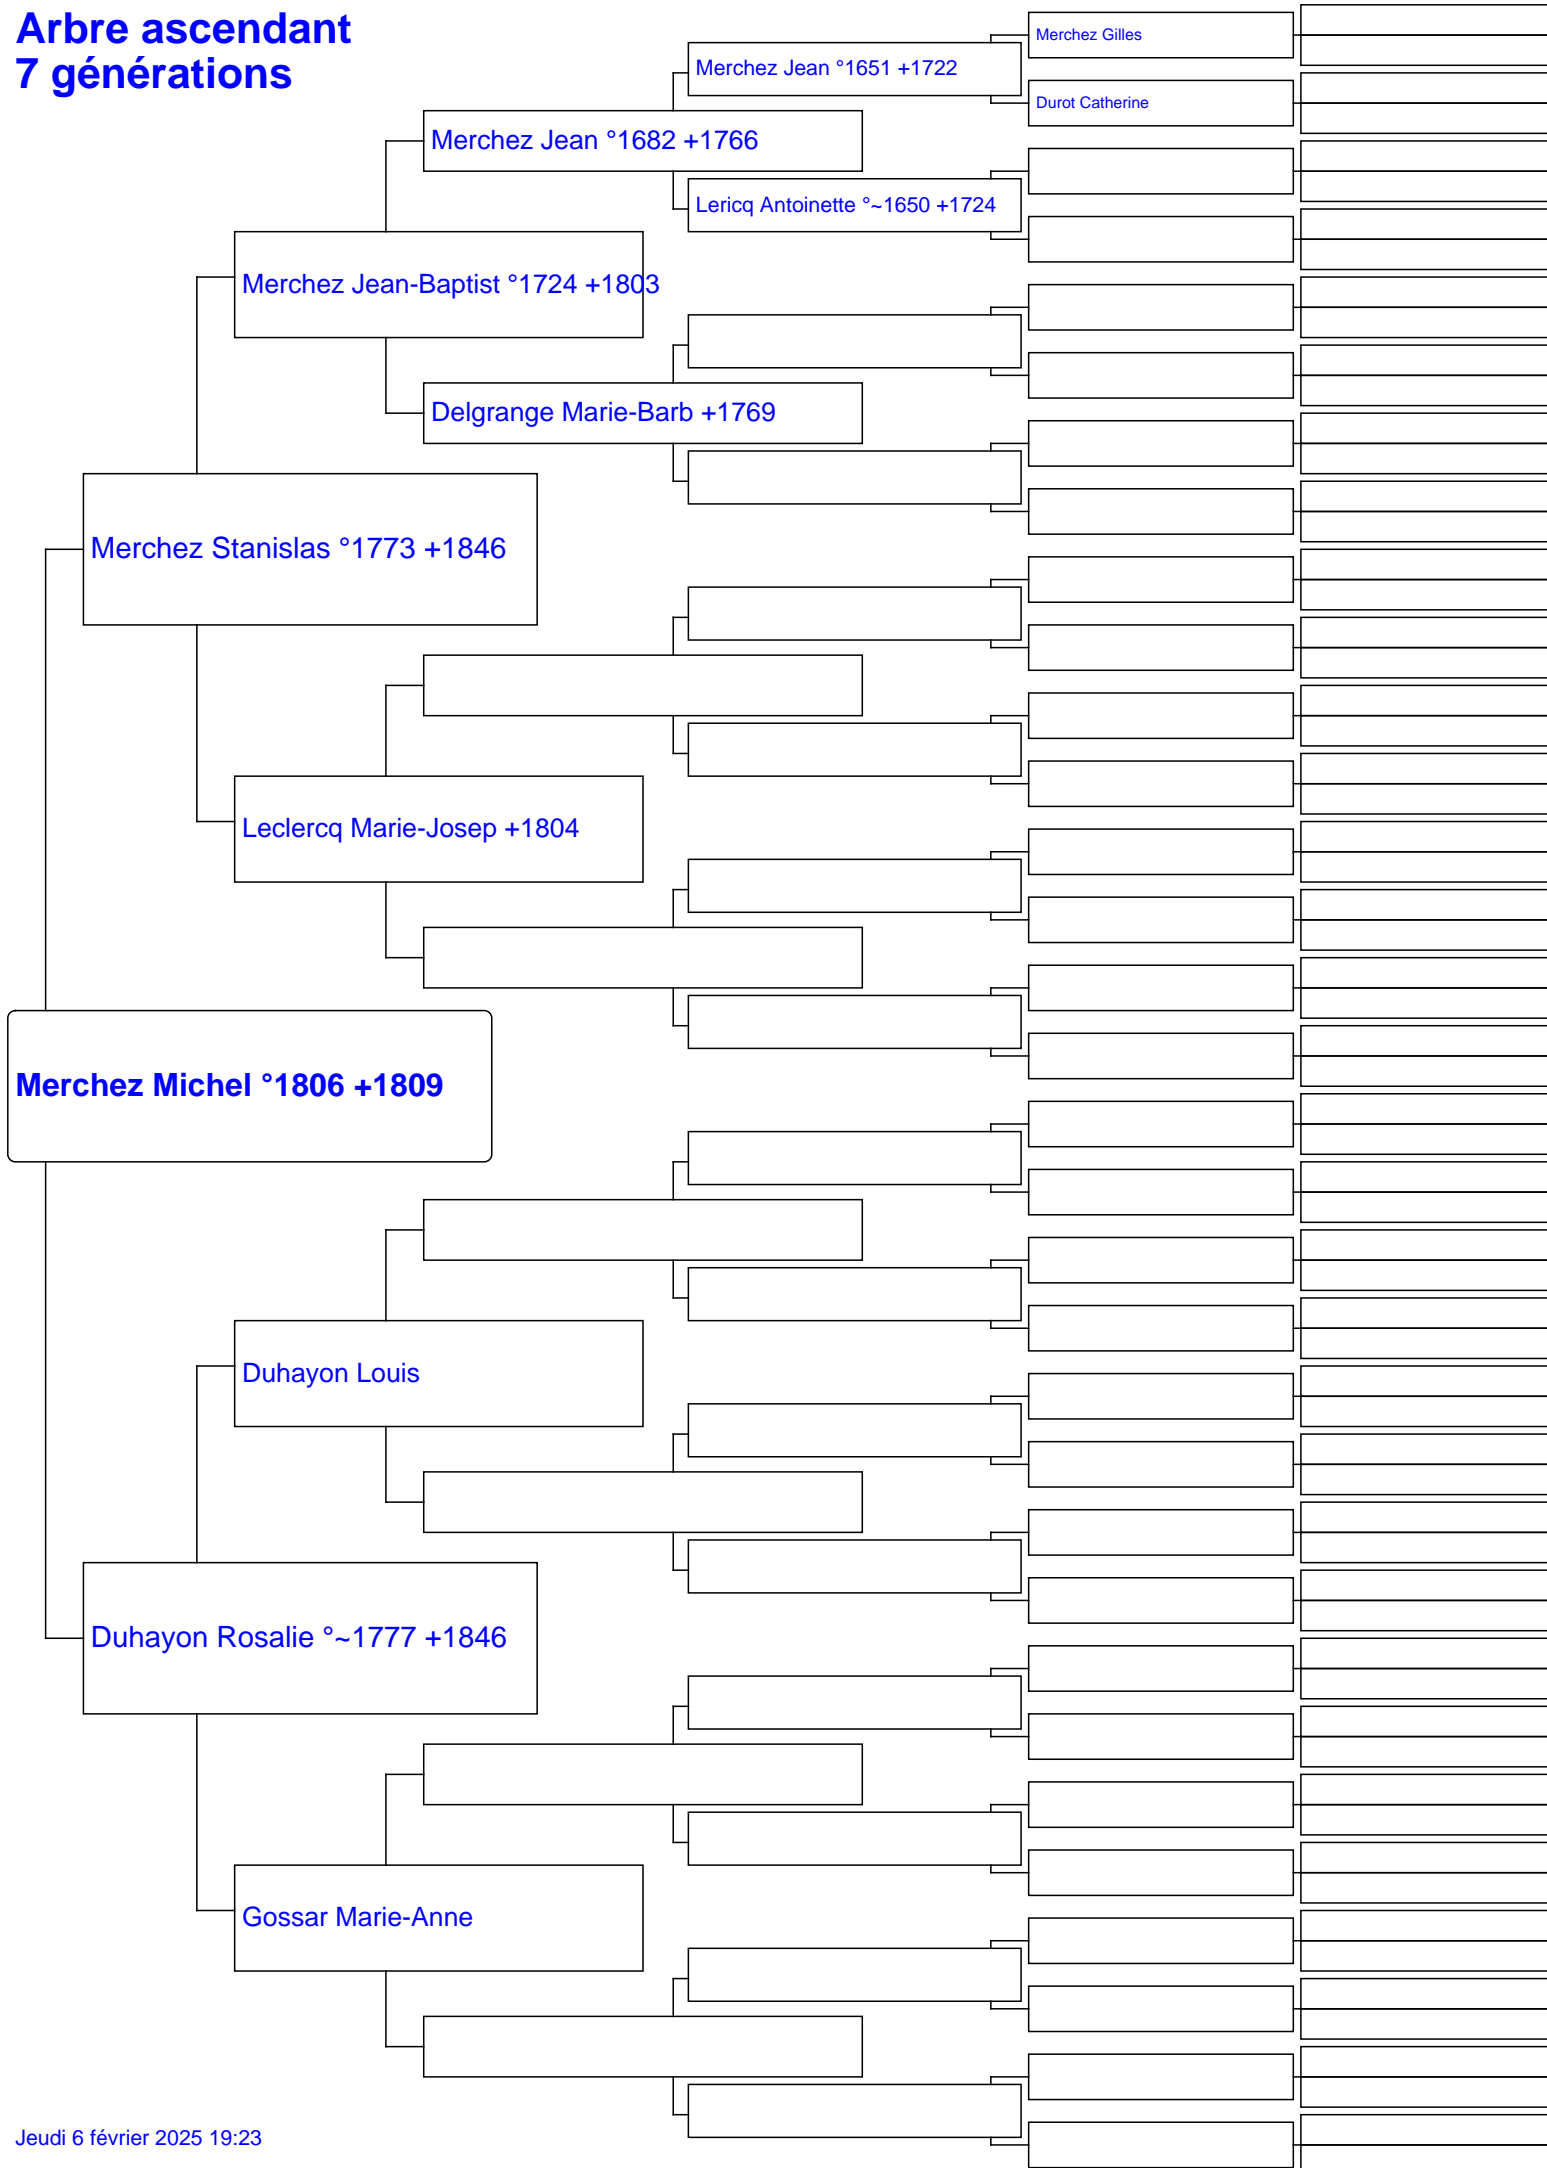 Arbre ascendant
7 générations
Merchez Gilles
Merchez Jean °1651 +1722
Durot Catherine
Merchez Jean °1682 +1766
Lericq Antoinette °~1650 +1724
Merchez Jean-Baptist °1724 +1803
Delgrange Marie-Barb +1769
Merchez Stanislas °1773 +1846
Leclercq Marie-Josep +1804
Merchez Michel °1806 +1809
Duhayon Louis
Duhayon Rosalie °~1777 +1846
Gossar Marie-Anne
Jeudi 6 février 2025 19:23